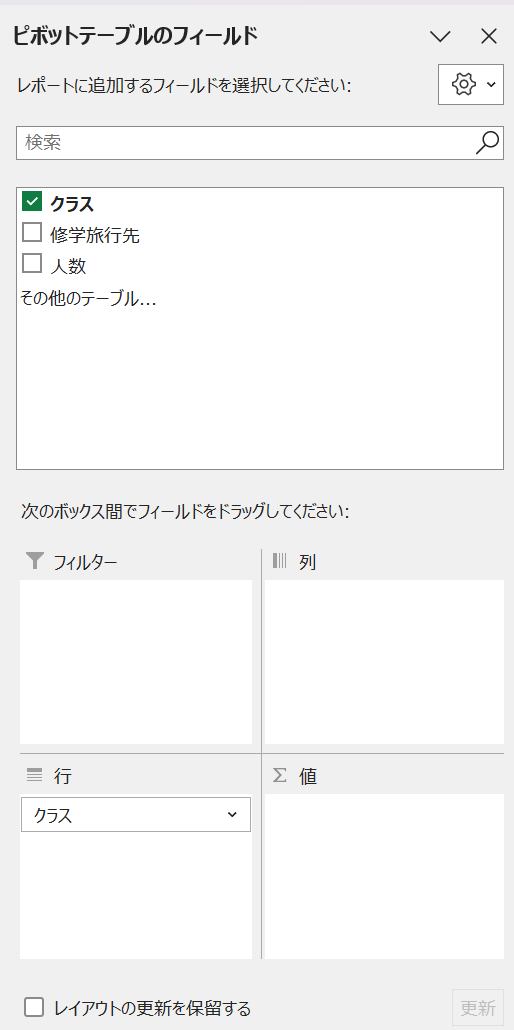 ピボットテーブルのフィールド
レポートに追加するフィールドを選択してください:
検索
クラス
修学旅行先
人数
その他のテーブル...
次のボックス間でフィールドをドラッグしてください:
フィルター
列
行
Σ 値
クラス
レイアウトの更新を保留する
更新